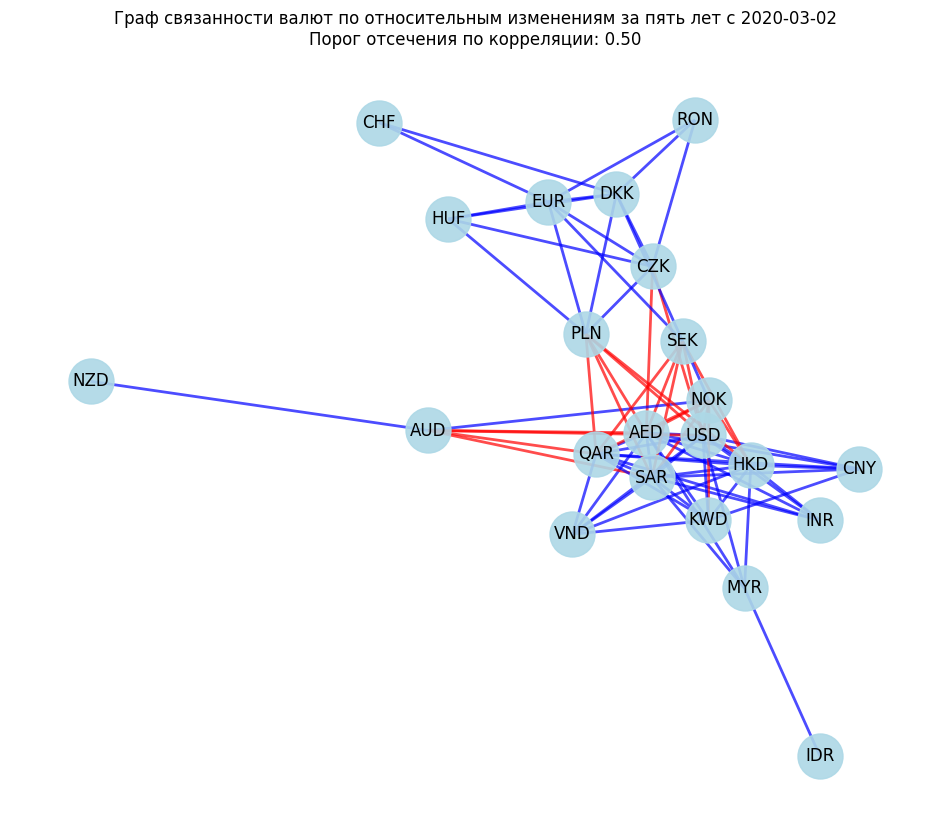 Граф связанности валют по относительным изменениям за пять лет с 2020-03-02
Порог отсечения по корреляции: 0.50
CHF
RON
DKK
EUR
HUF
CZK
PLN
SEK
NZD
NOK
AUD
AED
USD
QAR
HKD
CNY
SAR
KWD
INR
VND
MYR
IDR